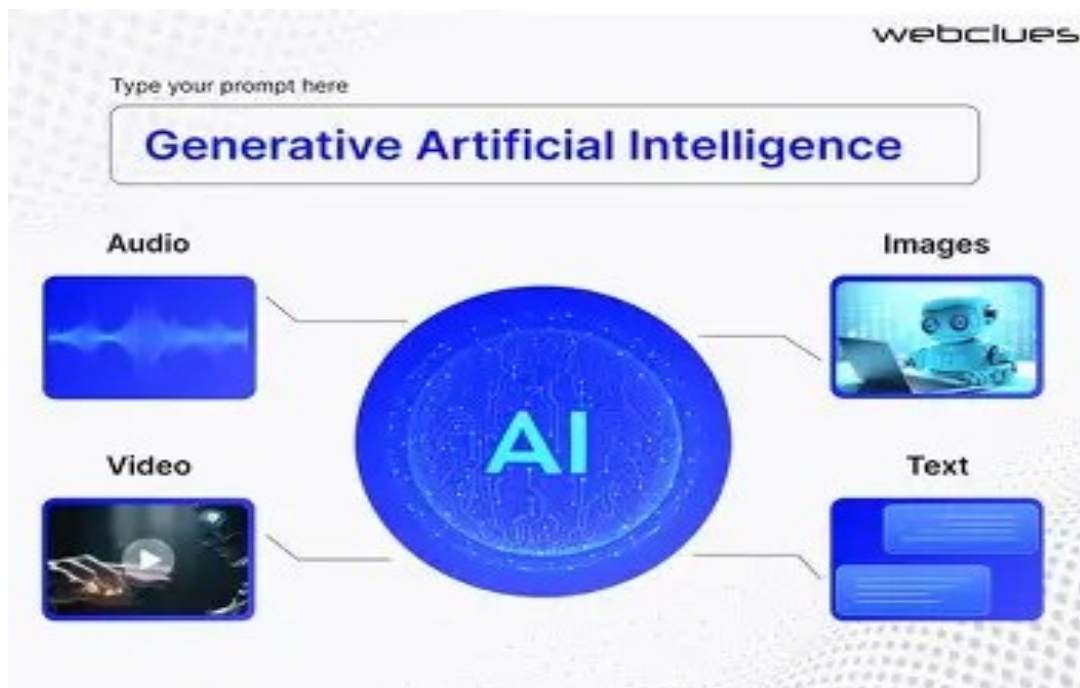 webclues
Type your prompt here
Generative Artificial Intelligence
Audio
Images
AI
Video
Text